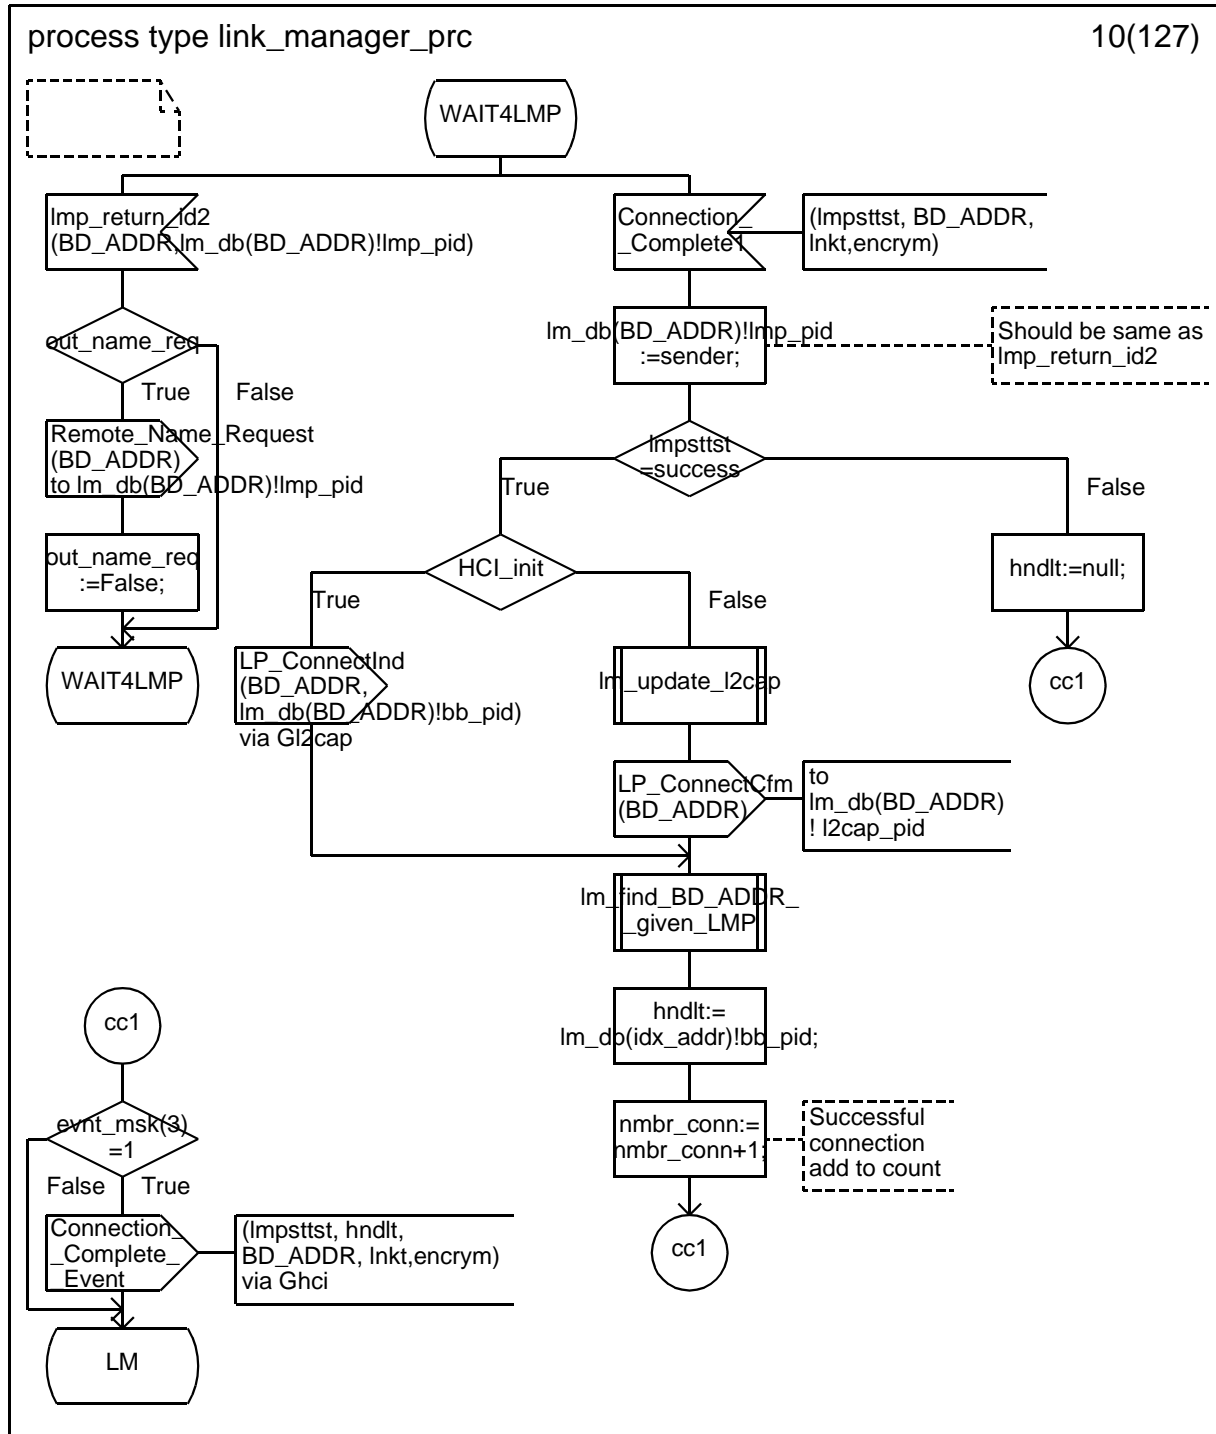 process type link_manager_prc
10(127)
WAIT4LMP
lmp_return_id2
(BD_ADDR,lm_db(BD_ADDR)!lmp_pid)
Connection_
_Complete1
(lmpsttst, BD_ADDR,
lnkt,encrym)
out_name_req
True
False
lm_db(BD_ADDR)!lmp_pid
:=sender;
Should be same as
lmp_return_id2
Remote_Name_Request
(BD_ADDR)
to lm_db(BD_ADDR)!lmp_pid
lmpsttst
=success
True
False
out_name_req
:=False;
HCI_init
hndlt:=null;
True
False
WAIT4LMP
LP_ConnectInd
(BD_ADDR,
lm_db(BD_ADDR)!bb_pid)
via Gl2cap
lm_update_l2cap
cc1
LP_ConnectCfm
(BD_ADDR)
to
lm_db(BD_ADDR)
! l2cap_pid
lm_find_BD_ADDR_
_given_LMP
cc1
hndlt:=
lm_db(idx_addr)!bb_pid;
evnt_msk(3)
=1
False
True
nmbr_conn:=
nmbr_conn+1;
Successful
connection
add to count
Connection_
_Complete_
_Event
(lmpsttst, hndlt,
BD_ADDR, lnkt,encrym)
via Ghci
cc1
LM